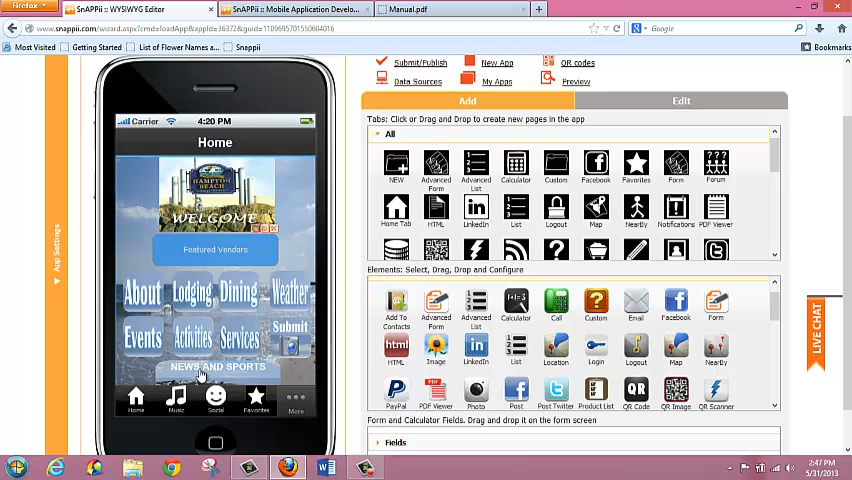 Firefox
SnAPPii :: WYSIWYG Editor
SnAPPii :: Mobile Application Develo...
Manual.pdf
www.snappii.com/wizard.aspx?cmd=loadApp&appId=36372&guid=1109695701550604016
Google
Most Visited
Getting Started
List of Flower Names a...
Snappii
Bookmarks
Submit/Publish
New App
QR codes
Data Sources
My Apps
Preview
Add
Edit
Tabs: Click or Drag and Drop to create new pages in the app
All
NEW
Advanced Form
Advanced List
Calculator
Custom
Facebook
Favorites
Form
Forum
Home Tab
HTML
LinkedIn
List
Logout
Map
NearBy
Notifications
PDF Viewer
Elements: Select, Drag, Drop and Configure
Add To Contacts
Advanced Form
Advanced List
Calculator
Call
Custom
Email
Facebook
Form
HTML
Image
LinkedIn
List
Location
Login
Logout
Map
NearBy
PayPal
PDF Viewer
Photo
Post
Post Twitter
Product List
QR Code
QR Image
QR Scanner
Form and Calculator Fields. Drag and drop it on the form screen
Fields
App Settings
LIVE CHAT
Carrier
4:20 PM
Home
HAMPTON
BEACH
WELCOME
Featured Vendors
About
Lodging
Dining
Weather
Events
Activities
Services
Submit
NEWS AND SPORTS
Home
Music
Social
Favorites
More
2:47 PM
5/31/2013